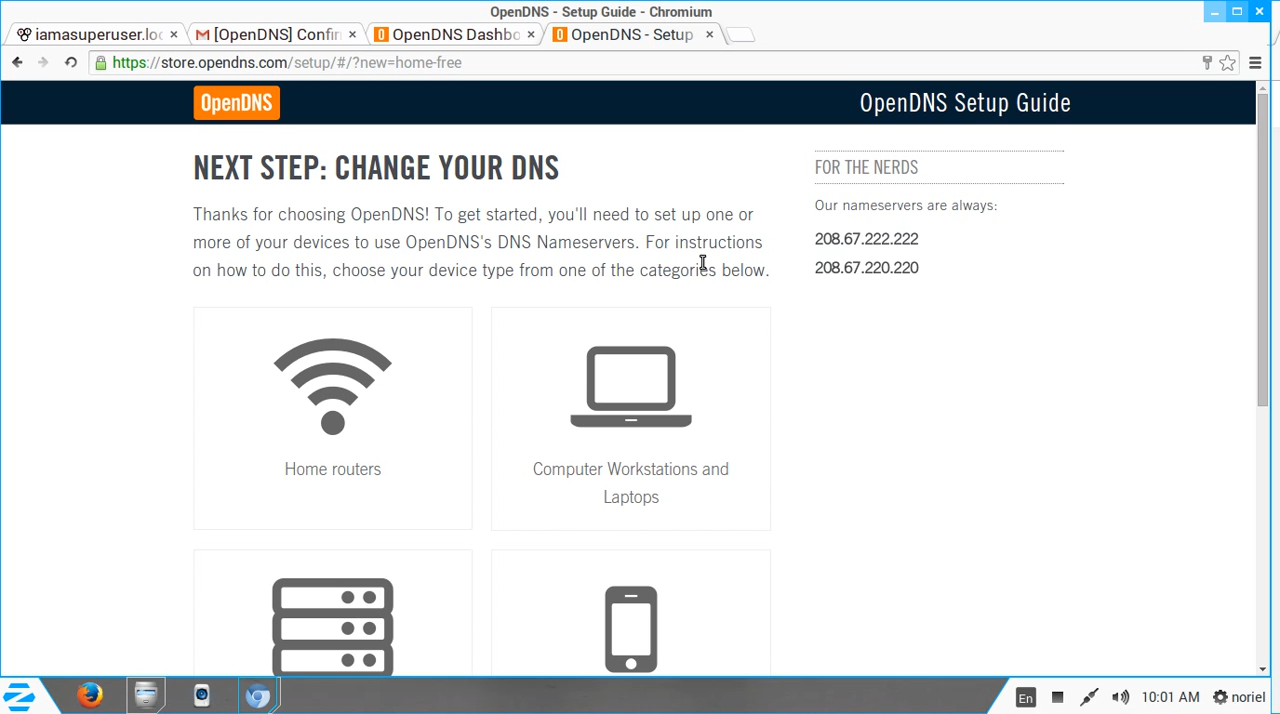 OpenDNS - Setup Guide - Chromium
iamasuperuser.loc
[OpenDNS] Confir
OpenDNS Dashbo
OpenDNS - Setup
https://store.opendns.com/setup/#/?new=home-free
OpenDNS
OpenDNS Setup Guide
NEXT STEP: CHANGE YOUR DNS
Thanks for choosing OpenDNS! To get started, you'll need to set up one or
more of your devices to use OpenDNS's DNS Nameservers. For instructions
on how to do this, choose your device type from one of the categories below.
FOR THE NERDS
Our nameservers are always:
208.67.222.222
208.67.220.220
Home routers
Computer Workstations and
Laptops
En
10:01 AM
noriel